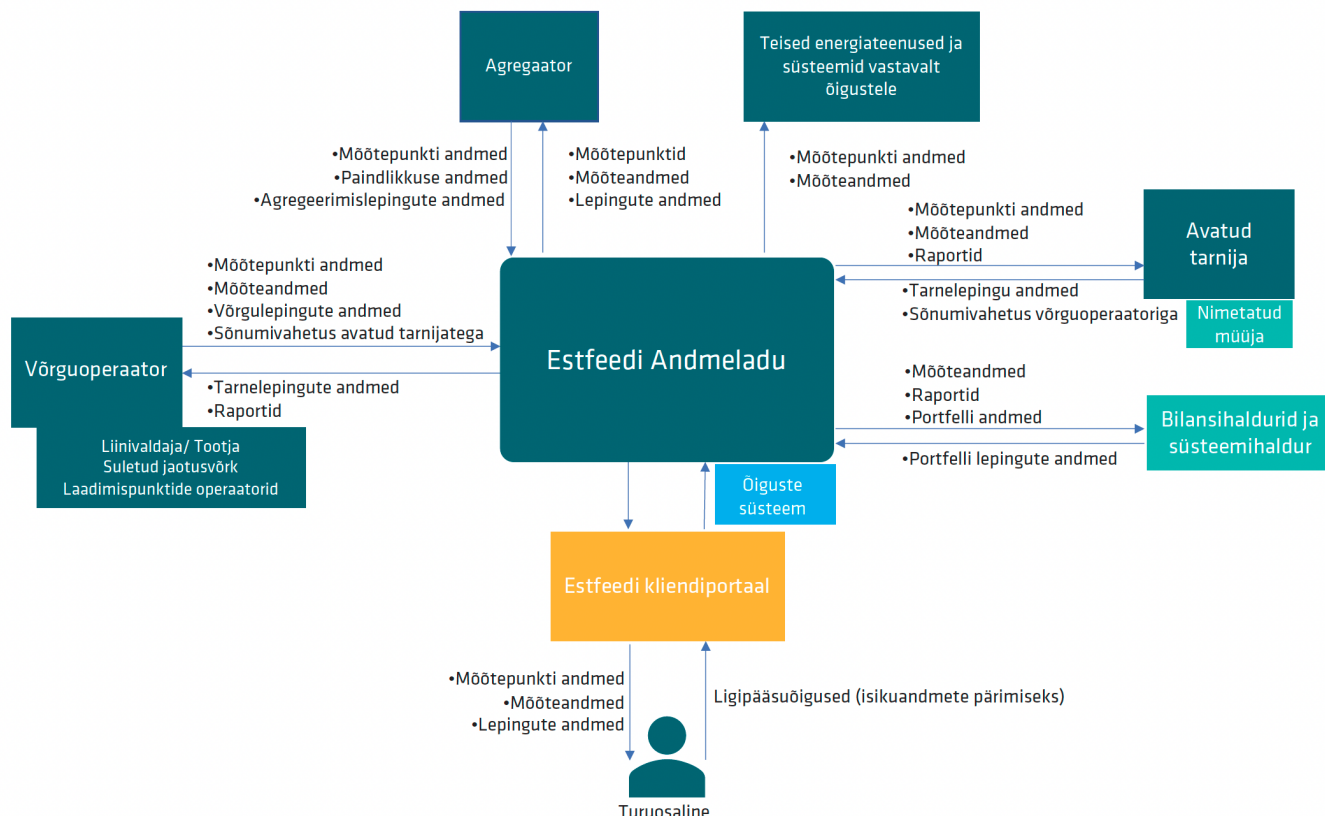 Agregaator
Teised energiateenused ja
süsteemid vastavalt
õigustele
•Mõõtepunkti andmed
•Paindlikkuse andmed
•Agregeerimislepingute andmed
•Mõõtepunktid
•Mõõteandmed
•Lepingute andmed
•Mõõtepunkti andmed
•Mõõteandmed
•Mõõtepunkti andmed
•Mõõteandmed
•Raportid
Avatud
tarnija
•Tarnelepingu andmed
•Sõnumivahetus võrguoperaatoriga
Nimetatud
müüja
•Mõõtepunkti andmed
•Mõõteandmed
•Võrgulepingute andmed
•Sõnumivahetus avatud tarnijatega
Võrguoperaator
•Tarnelepingute andmed
•Raportid
Liinivaldaja/ Tootja
Suletud jaotusvõrk
Laadimispunktide operaatorid
Estfeedi Andmeladu
•Mõõteandmed
•Raportid
•Portfelli andmed
Bilansihaldurid ja
süsteemihaldur
•Portfelli lepingute andmed
Õiguste
süsteem
Estfeedi kliendiportaal
•Mõõtepunkti andmed
•Mõõteandmed
•Lepingute andmed
Ligipääsuõigused (isikuandmete pärimiseks)
Turuosaline